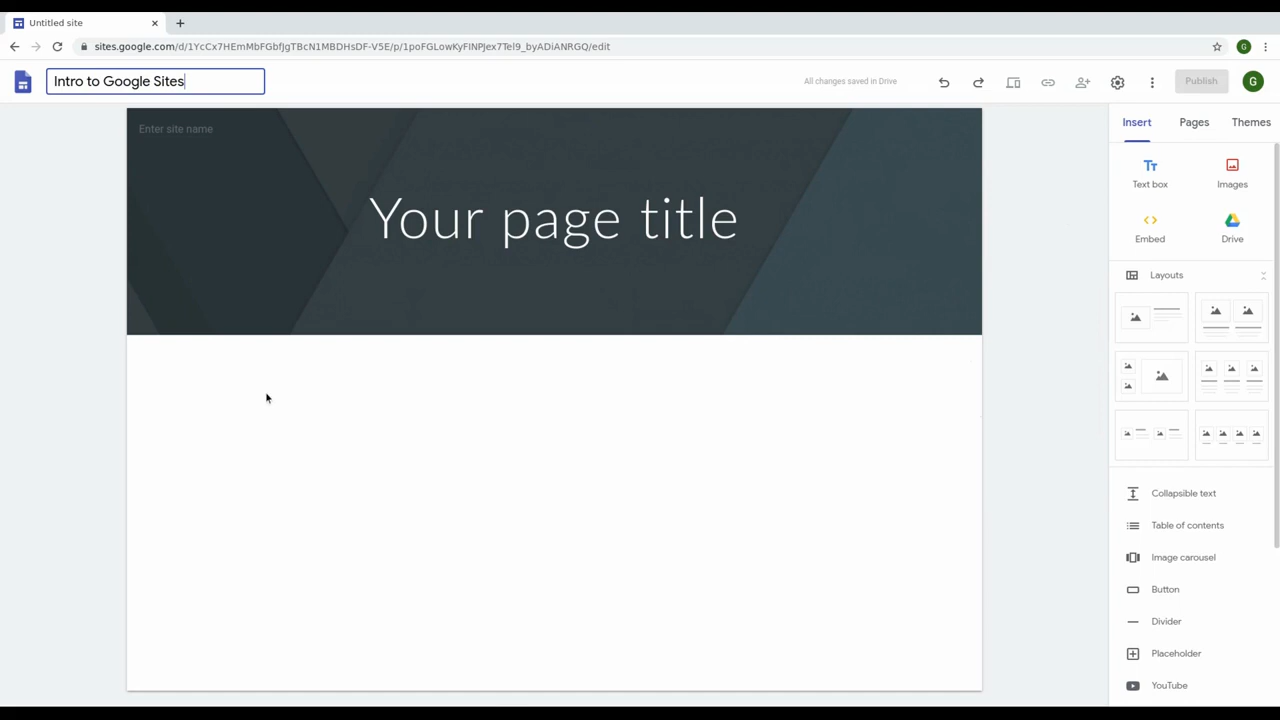 Untitled site
sites.google.com/d/1YcCx7HEmMbFGbfJgTBcN1MBDHsDF-V5E/p/1poFGLowKyFINPJex7Tel9_byADiANRGQ/edit
G
Intro to Google Sites
All changes saved in Drive
Publish
G
Enter site name
Your page title
Insert
Pages
Themes
Tт
Text box
Images
Embed
Drive
Layouts
Collapsible text
Table of contents
Image carousel
Button
Divider
Placeholder
YouTube